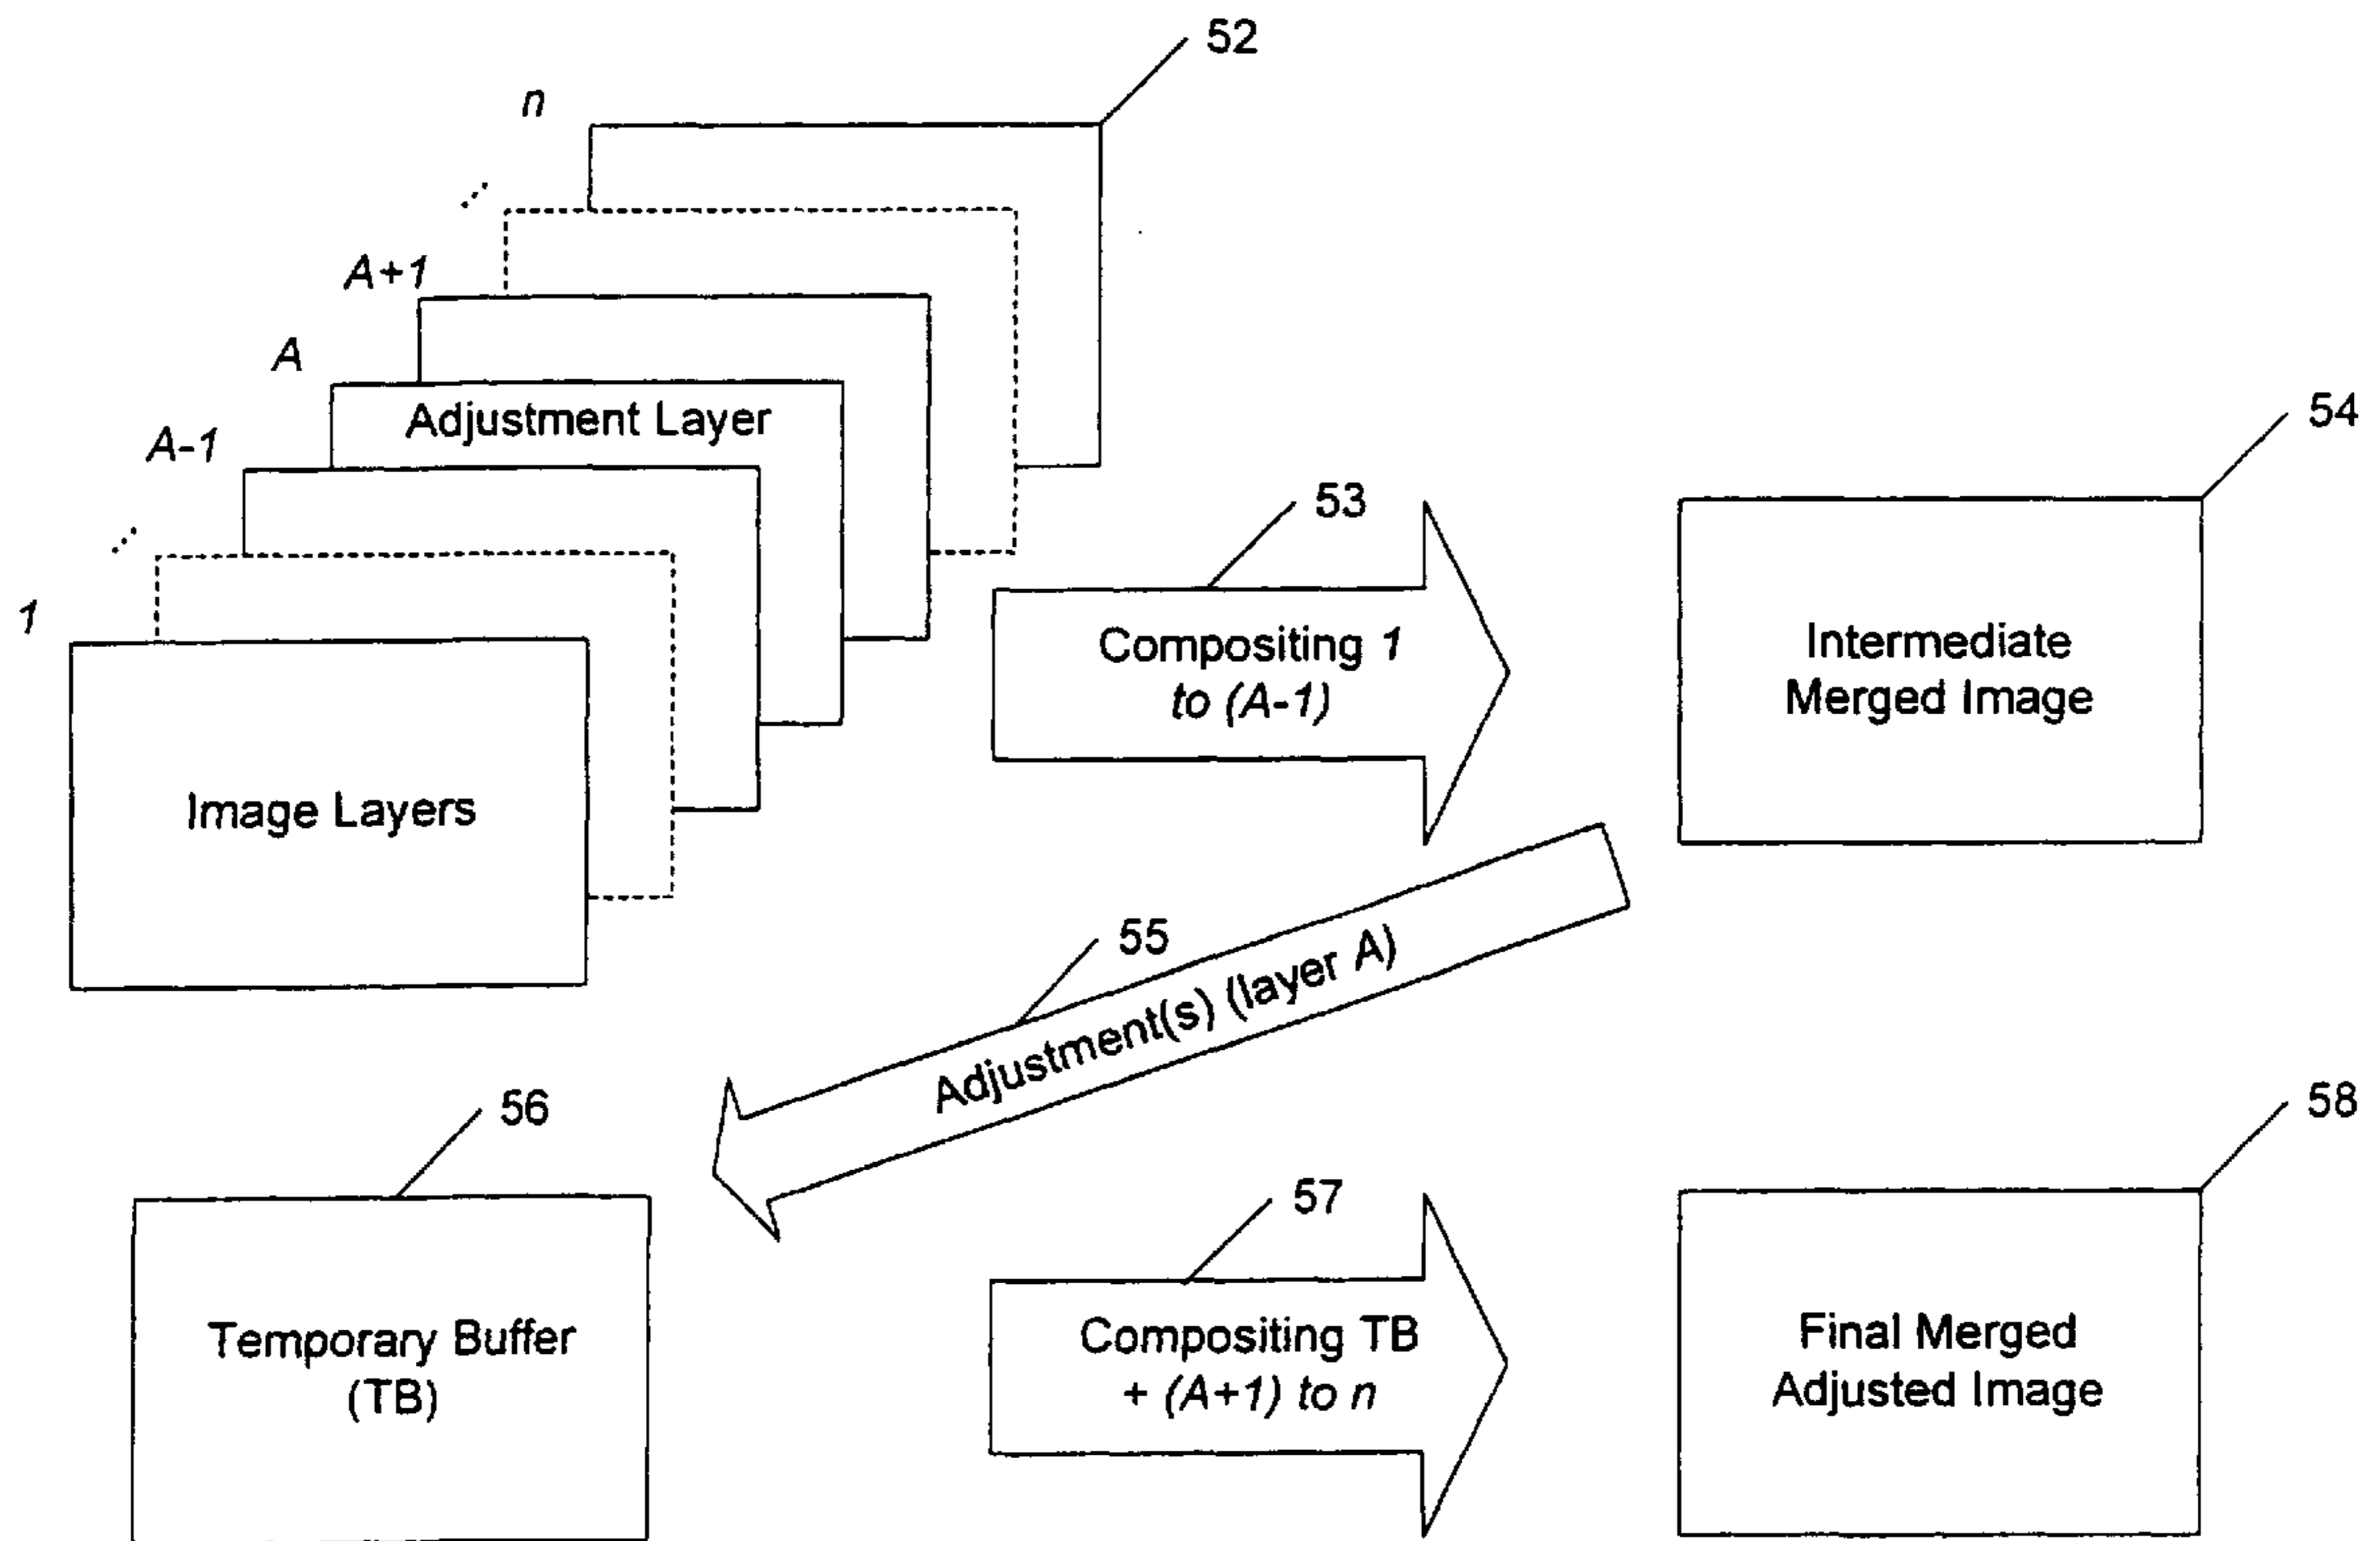 52
n
A+1
A
Adjustment Layer
A-1
1
Image Layers
53
Compositing 1
to (A-1)
54
Intermediate
Merged Image
55
Adjustment(s) (layer A)
56
Temporary Buffer
(TB)
57
Compositing TB
+ (A+1) to n
58
Final Merged
Adjusted Image